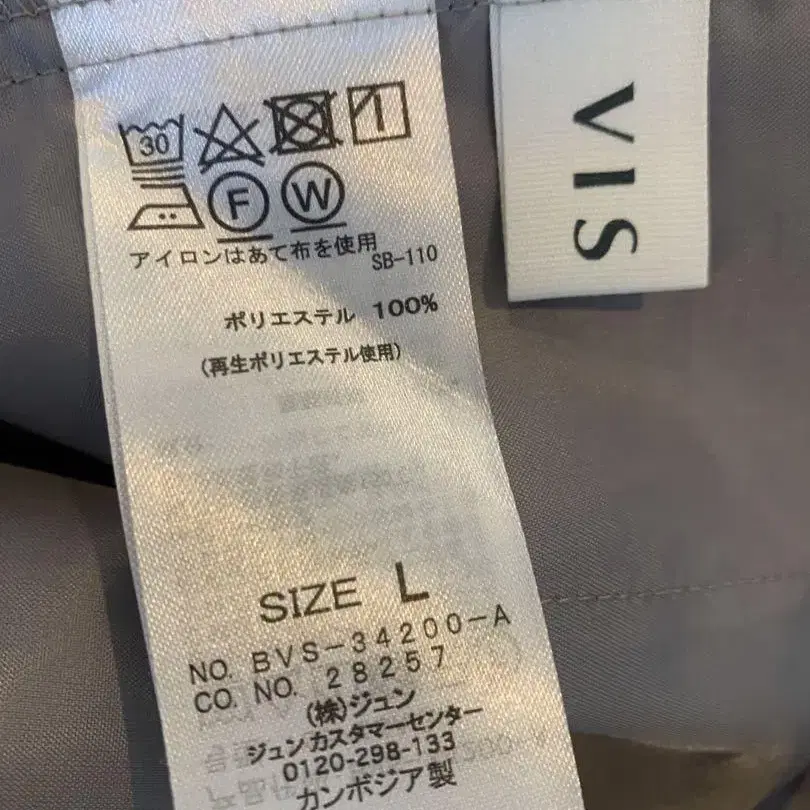 30
F W
アイロンはあて布を使用
SB-110
ポリエステル 100%
(再生ポリエステル使用)
SIZE L
NO. BVS-34200-A
CO. NO. 28257
(株)ジュン
ジュンカスタマーセンター
0120-298-133
カンボジア製
VIS